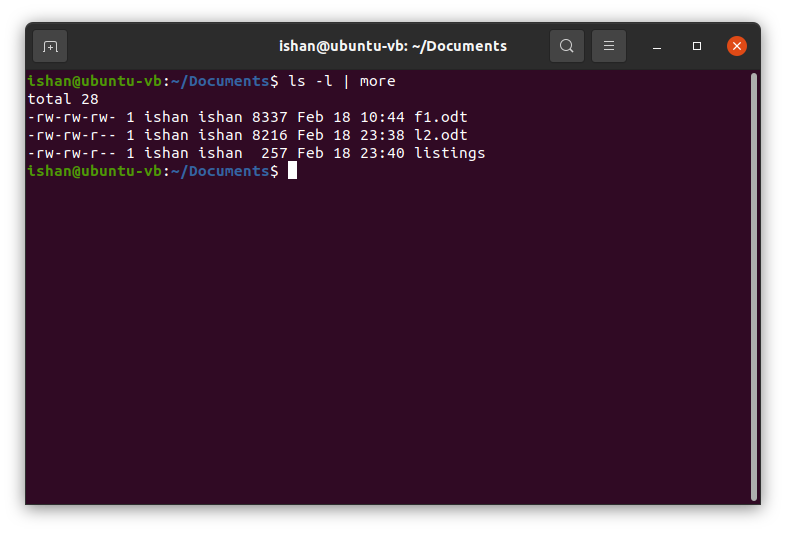 ishan@ubuntu-vb: ~/Documents
ishan@ubuntu-vb:~/Documents$ ls -l | more
total 28
-rw-rw-rw- 1 ishan ishan 8337 Feb 18 10:44 f1.odt
-rw-rw-r-- 1 ishan ishan 8216 Feb 18 23:38 l2.odt
-rw-rw-r-- 1 ishan ishan  257 Feb 18 23:40 listings
ishan@ubuntu-vb:~/Documents$